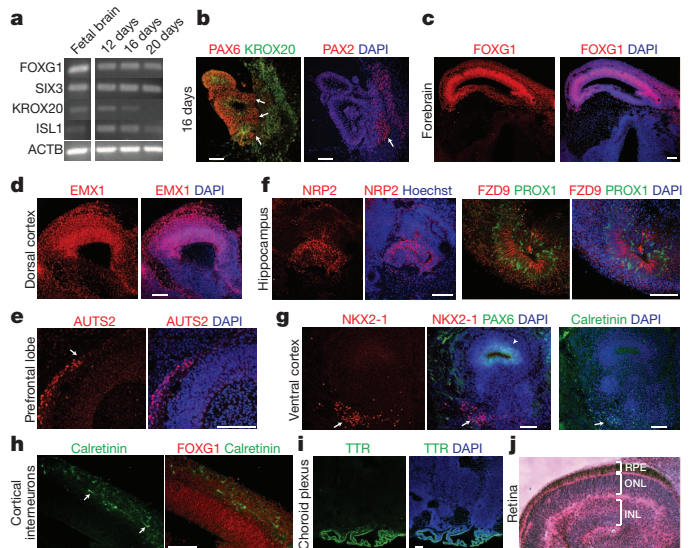 a
Fetal brain
12 days
16 days
20 days
FOXG1
SIX3
KROX20
ISL1
ACTB
b
PAX6 KROX20
PAX2 DAPI
16 days
c
FOXG1
FOXG1 DAPI
Forebrain
d
EMX1
EMX1 DAPI
Dorsal cortex
f
NRP2
NRP2 Hoechst
FZD9 PROX1
FZD9 PROX1 DAPI
Hippocampus
e
AUTS2
AUTS2 DAPI
Prefrontal lobe
g
NKX2-1
NKX2-1 PAX6 DAPI
Calretinin DAPI
Ventral cortex
h
Calretinin
FOXG1 Calretinin
Cortical
interneurons
i
TTR
TTR DAPI
Choroid plexus
j
Retina
RPE
ONL
INL